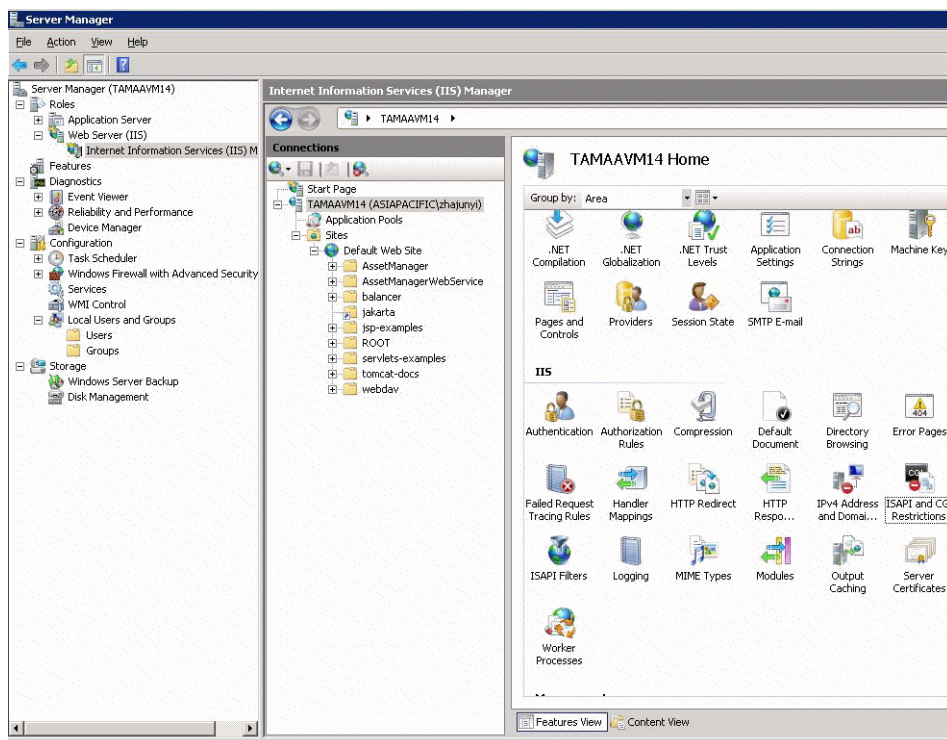 Server Manager
File Action View Help
Server Manager (TAMAAVM14)
Roles
Application Server
Web Server (IIS)
Internet Information Services (IIS) M
Features
Diagnostics
Event Viewer
Reliability and Performance
Device Manager
Configuration
Task Scheduler
Windows Firewall with Advanced Security
Services
WMI Control
Local Users and Groups
Users
Groups
Storage
Windows Server Backup
Disk Management
Internet Information Services (IIS) Manager
TAMAAVM14
Connections
Start Page
TAMAAVM14 (ASIAPACIFIC\zhajunyi)
Application Pools
Sites
Default Web Site
AssetManager
AssetManagerWebService
balancer
jakarta
jsp-examples
ROOT
servlets-examples
tomcat-docs
webdav
TAMAAVM14 Home
Group by: Area
.NET Compilation
.NET Globalization
.NET Trust Levels
Application Settings
ab
Connection Strings
Machine Key
Pages and Controls
Providers
Session State
SMTP E-mail
IIS
Authentication
Authorization Rules
Compression
Default Document
Directory Browsing
404
Error Pages
Failed Request Tracing Rules
Handler Mappings
HTTP Redirect
HTTP Respo...
IPv4 Address and Domai...
ISAPI and CG Restrictions
ISAPI Filters
Logging
MIME Types
Modules
Output Caching
Server Certificates
Worker Processes
Features View
Content View